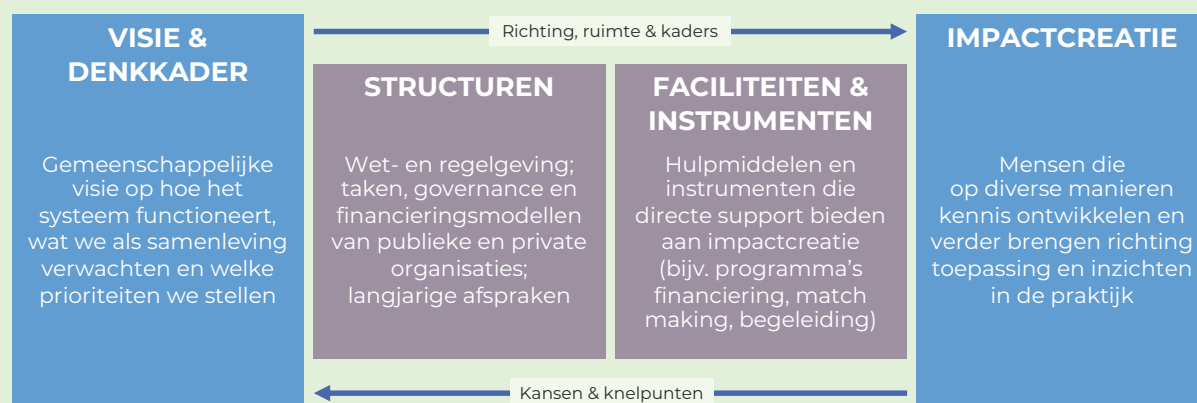 VISIE &
DENKKADER
Gemeenschappelijke
visie op hoe het
systeem functioneert,
wat we als samenleving
verwachten en welke
prioriteiten we stellen
Richting, ruimte & kaders
STRUCTUREN
Wet- en regelgeving;
taken, governance en
financieringsmodellen
van publieke en private
organisaties;
langjarige afspraken
FACILITEITEN &
INSTRUMENTEN
Hulpmiddelen en
instrumenten die
directe support bieden
aan impactcreatie
(bijv. programma's
financiering, match
making, begeleiding)
IMPACTCREATIE
Mensen die
op diverse manieren
kennis ontwikkelen en
verder brengen richting
toepassing en inzichten
in de praktijk
Kansen & knelpunten